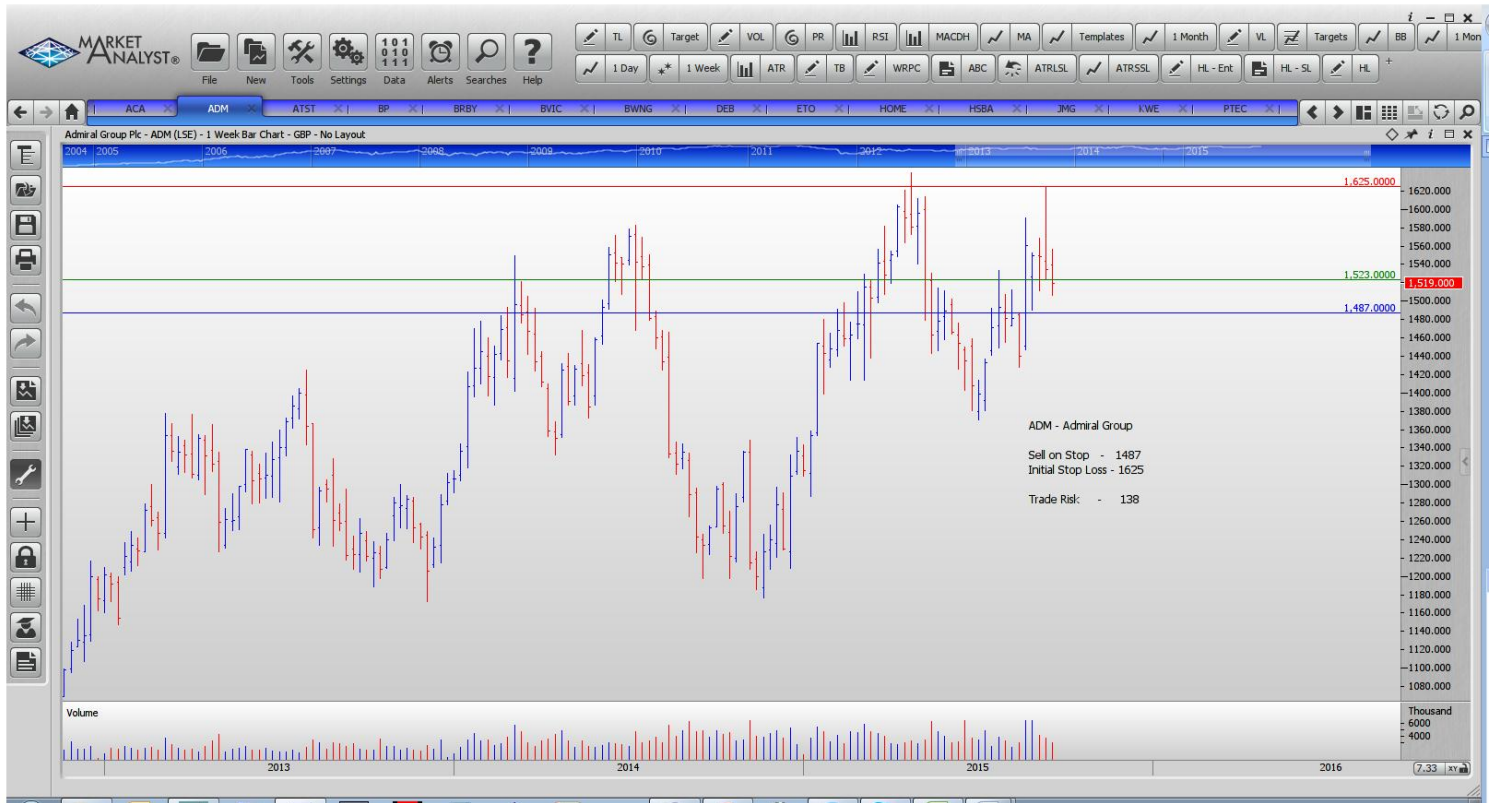 i
MARKET
ANALYST®
File New Tools Settings Data Alerts Searches Help
TL Target VOL PR RSI MACDH MA Templates 1 Month VL Targets BB 1 Mon
1 Day 1 Week ATR TB WRPC ABC ATRLSL ATRSSL HL - Ent HL - SL HL +
ACA ADM ATST BP BRBY BVIC BWNG DEB ETO HOME HSBA JMG KWE PTEC
Admiral Group Plc - ADM (LSE) - 1 Week Bar Chart - GBP - No Layout
2004 2005 2006 2007 2008 2009 2010 2011 2012 2013 2014 2015
1,625.0000
1620.000
1600.000
1580.000
1560.000
1540.000
1,523.0000
1,519.000
1500.000
1,487.0000
1480.000
1460.000
1440.000
1420.000
1400.000
1380.000
1360.000
1340.000
1320.000
1300.000
1280.000
1260.000
1240.000
1220.000
1200.000
1180.000
1160.000
1140.000
1120.000
1100.000
1080.000
ADM - Admiral Group
Sell on Stop - 1487
Initial Stop Loss - 1625
Trade Risk - 138
Volume
Thousand
6000
4000
2013 2014 2015 2016
7.33 XY